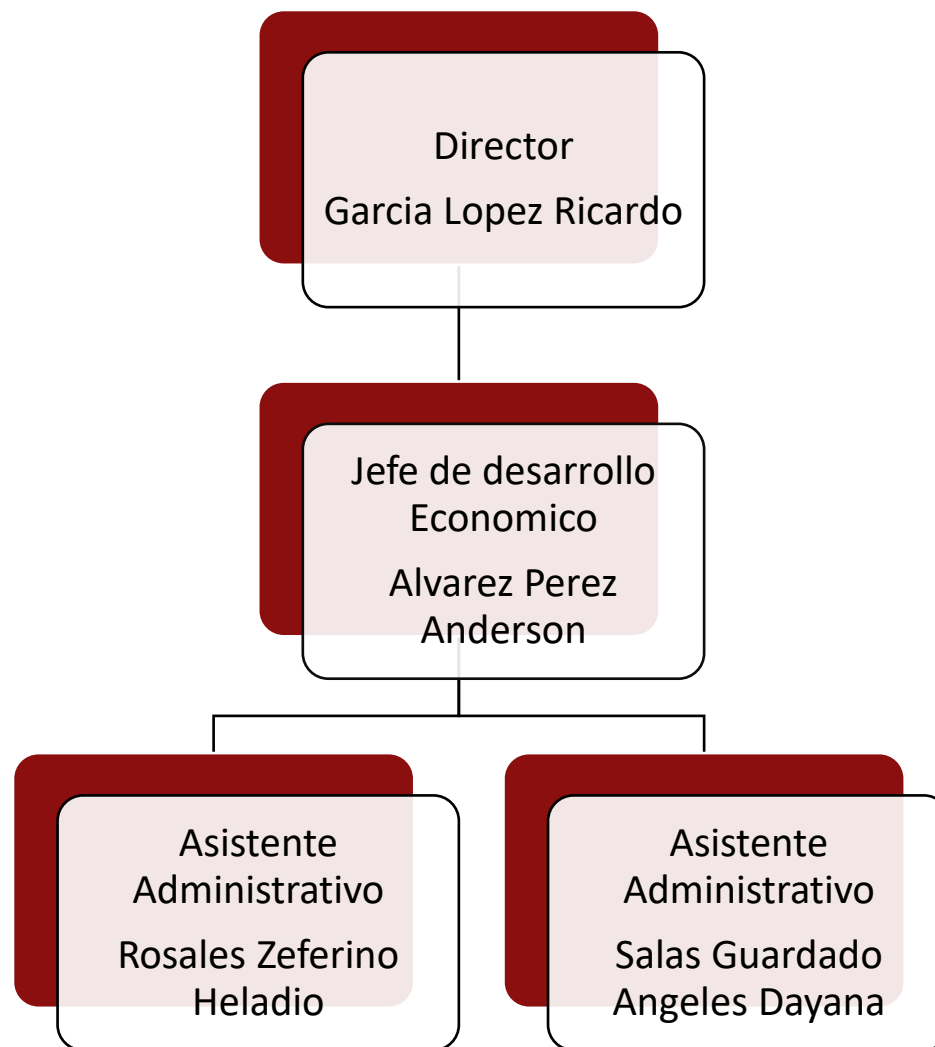 Director
Garcia Lopez Ricardo
Jefe de desarrollo
Economico
Alvarez Perez
Anderson
Asistente
Administrativo
Rosales Zeferino
Heladio
Asistente
Administrativo
Salas Guardado
Angeles Dayana